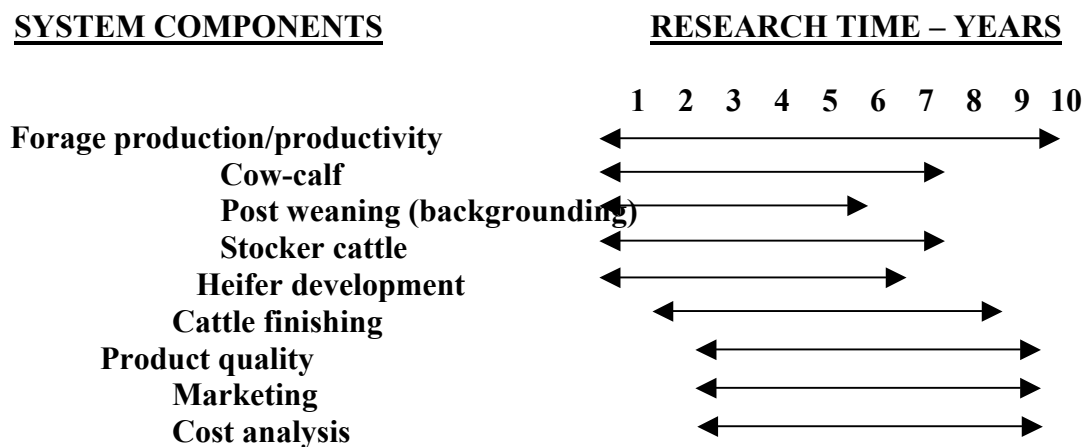 SYSTEM COMPONENTS RESEARCH TIME – YEARS
1 2 3 4 5 6 7 8 9 10
Forage production/productivity
Cow-calf
Post weaning (backgrounding)
Stocker cattle
Heifer development
Cattle finishing
Product quality
Marketing
Cost analysis